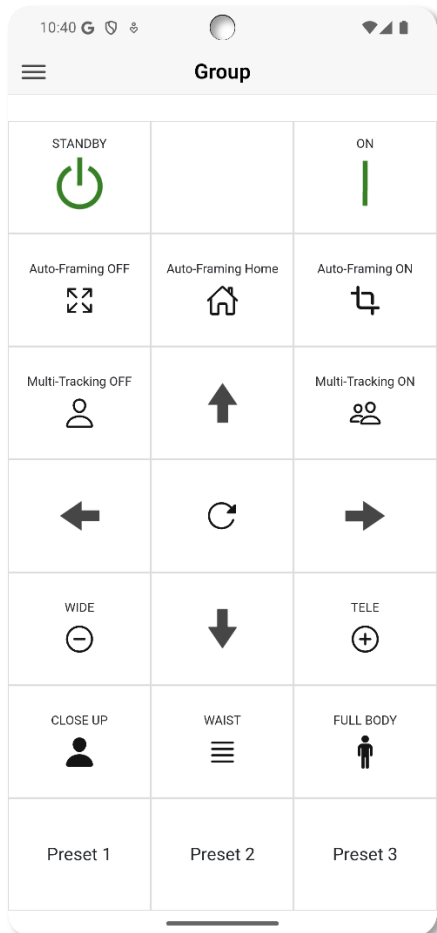 10:40 G
Group
STANDBY
ON
Auto-Framing OFF
Auto-Framing Home
Auto-Framing ON
Multi-Tracking OFF
Multi-Tracking ON
WIDE
TELE
CLOSE UP
WAIST
FULL BODY
Preset 1
Preset 2
Preset 3